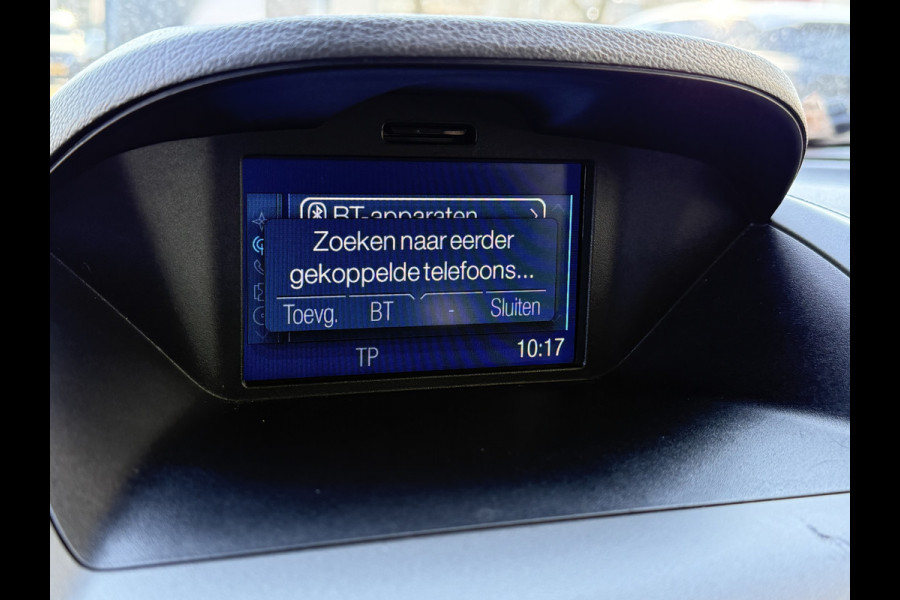 BT-apparaten
Zoeken naar eerder
gekoppelde telefoons...
Toevg. BT - Sluiten
TP 10:17